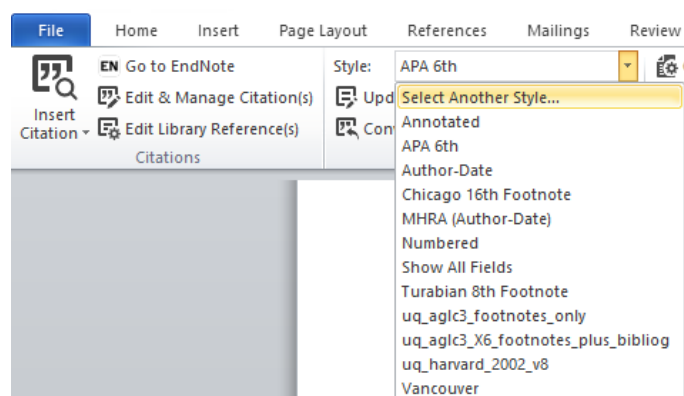 File Home Insert Page Layout References Mailings Review
EN Go to EndNote Style: APA 6th
Edit & Manage Citation(s) Upd Select Another Style...
Insert
Citation Edit Library Reference(s) Con Annotated
Citations APA 6th
Author-Date
Chicago 16th Footnote
MHRA (Author-Date)
Numbered
Show All Fields
Turabian 8th Footnote
uq_aglc3_footnotes_only
uq_aglc3_X6_footnotes_plus_bibliog
uq_harvard_2002_v8
Vancouver